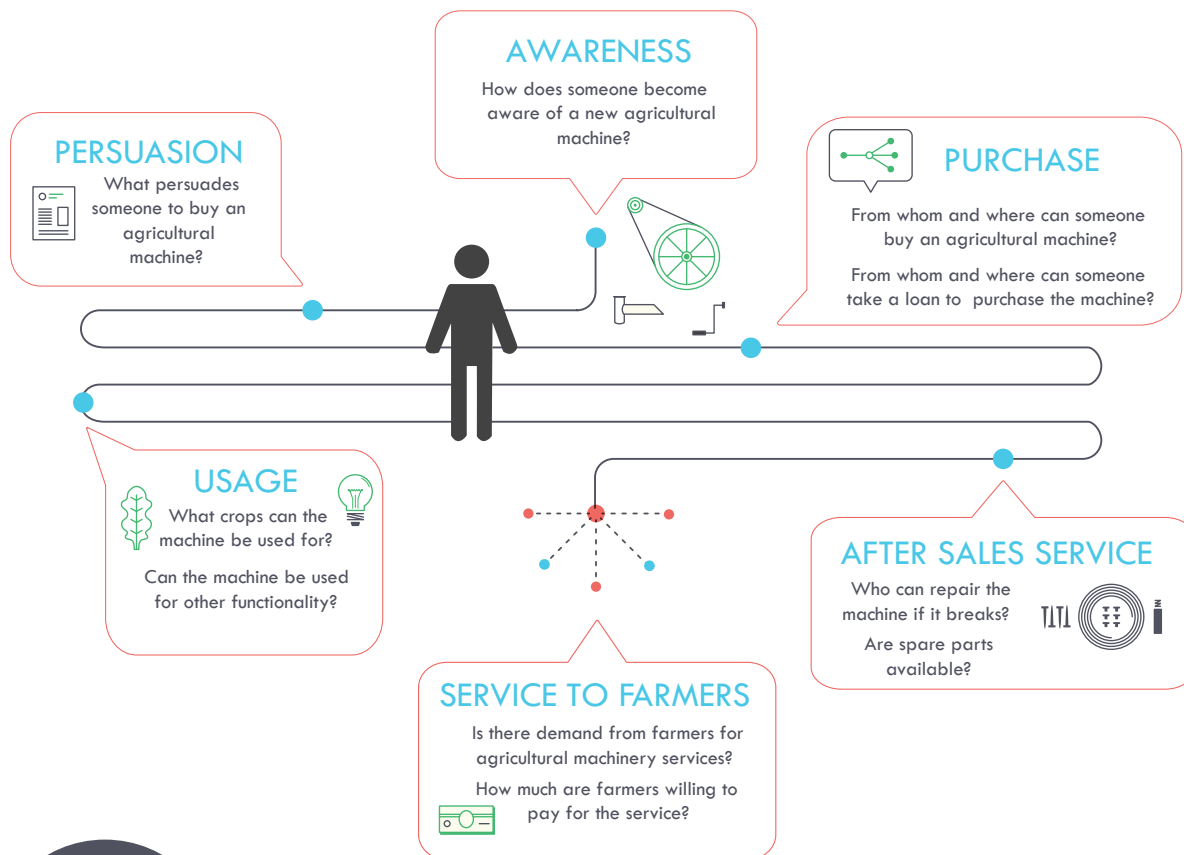 AWARENESS
How does someone become
aware of a new agricultural
machine?
PERSUASION
What persuades
someone to buy an
agricultural
machine?
PURCHASE
From whom and where can someone
buy an agricultural machine?
From whom and where can someone
take a loan to purchase the machine?
USAGE
What crops can the
machine be used for?
Can the machine be used
for other functionality?
AFTER SALES SERVICE
Who can repair the
machine if it breaks?
Are spare parts
available?
SERVICE TO FARMERS
Is there demand from farmers for
agricultural machinery services?
How much are farmers willing to
pay for the service?